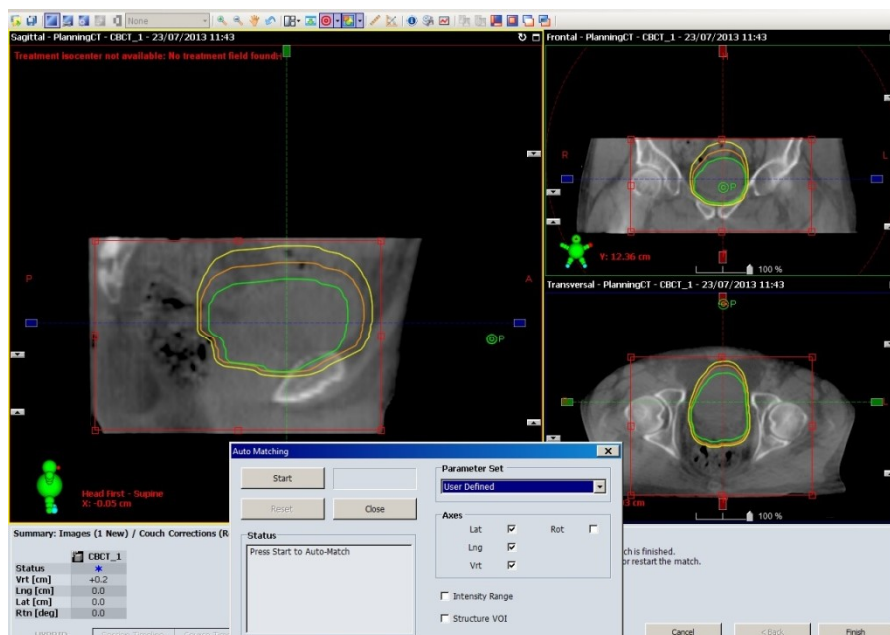 None
Sagittal - PlanningCT - CBCT_1 - 23/07/2013 11:43
Treatment isocenter not available: No treatment field found!
P
A
P
Head First - Supine
X: -0.05 cm
Frontal - PlanningCT - CBCT_1 - 23/07/2013 11:43
H
R
L
P
Y: 12.36 cm
100 %
Transversal - PlanningCT - CBCT_1 - 23/07/2013 11:43
P
100 %
Auto Matching
Start
Reset
Close
Status
Press Start to Auto-Match
Parameter Set
User Defined
Axes
Lat
Rot
Lng
Vrt
Intensity Range
Structure VOI
Summary: Images (1 New) / Couch Corrections (R
CBCT_1
Status
Vrt [cm] +0.2
Lng [cm] 0.0
Lat [cm] 0.0
Rtn [deg] 0.0
ch is finished.
or restart the match.
Cancel
< Back
Finish